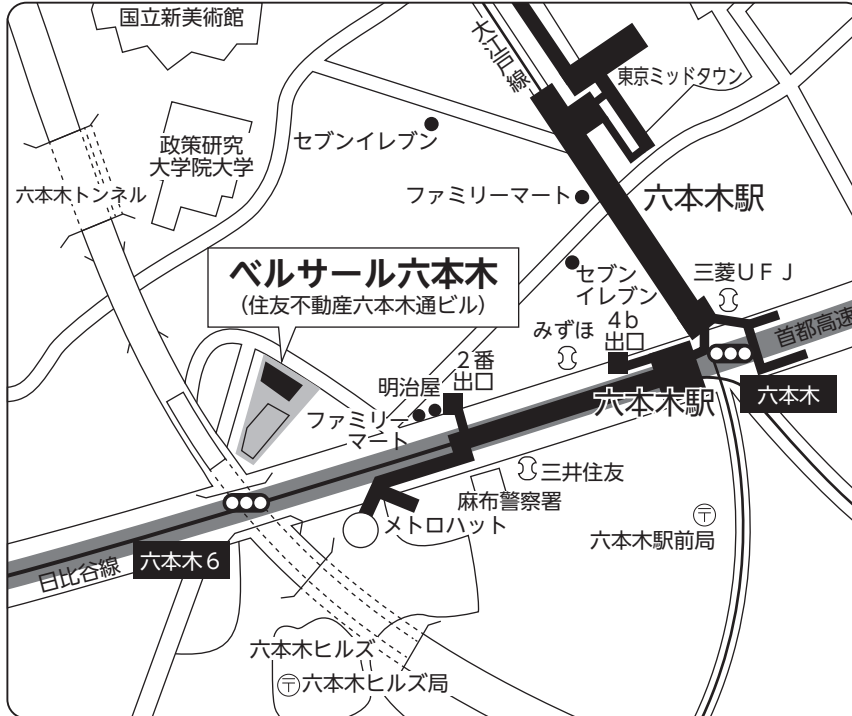 国立新美術館
大江戸線
東京ミッドタウン
政策研究
大学院大学
セブンイレブン
六本木トンネル
ファミリーマート
六本木駅
ベルサール六本木
(住友不動産六本木通ビル)
セブン
イレブン
三菱ＵＦＪ
みずほ
4b
出口
首都高速
2番
出口
明治屋
ファミリー
マート
六本木駅
六本木
三井住友
麻布警察署
メトロハット
〒
六本木駅前局
日比谷線
六本木6
六本木ヒルズ
〒六本木ヒルズ局